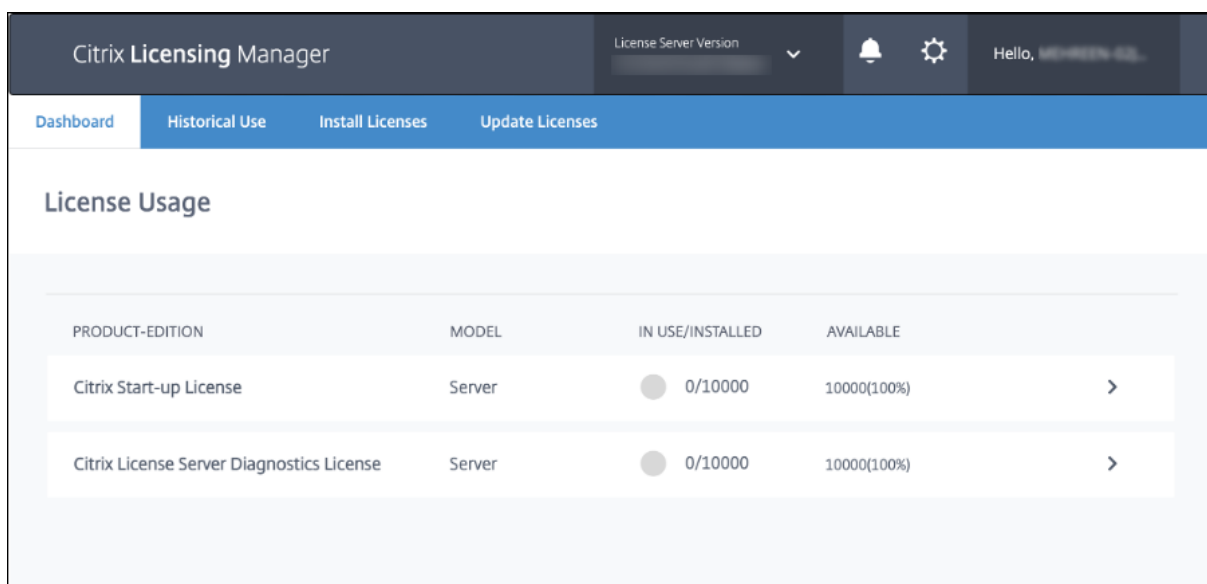 Citrix Licensing Manager
License Server Version
Hello,
Dashboard Historical Use Install Licenses Update Licenses
License Usage
PRODUCT-EDITION MODEL IN USE/INSTALLED AVAILABLE
Citrix Start-up License Server 0/10000 10000(100%)
Citrix License Server Diagnostics License Server 0/10000 10000(100%)